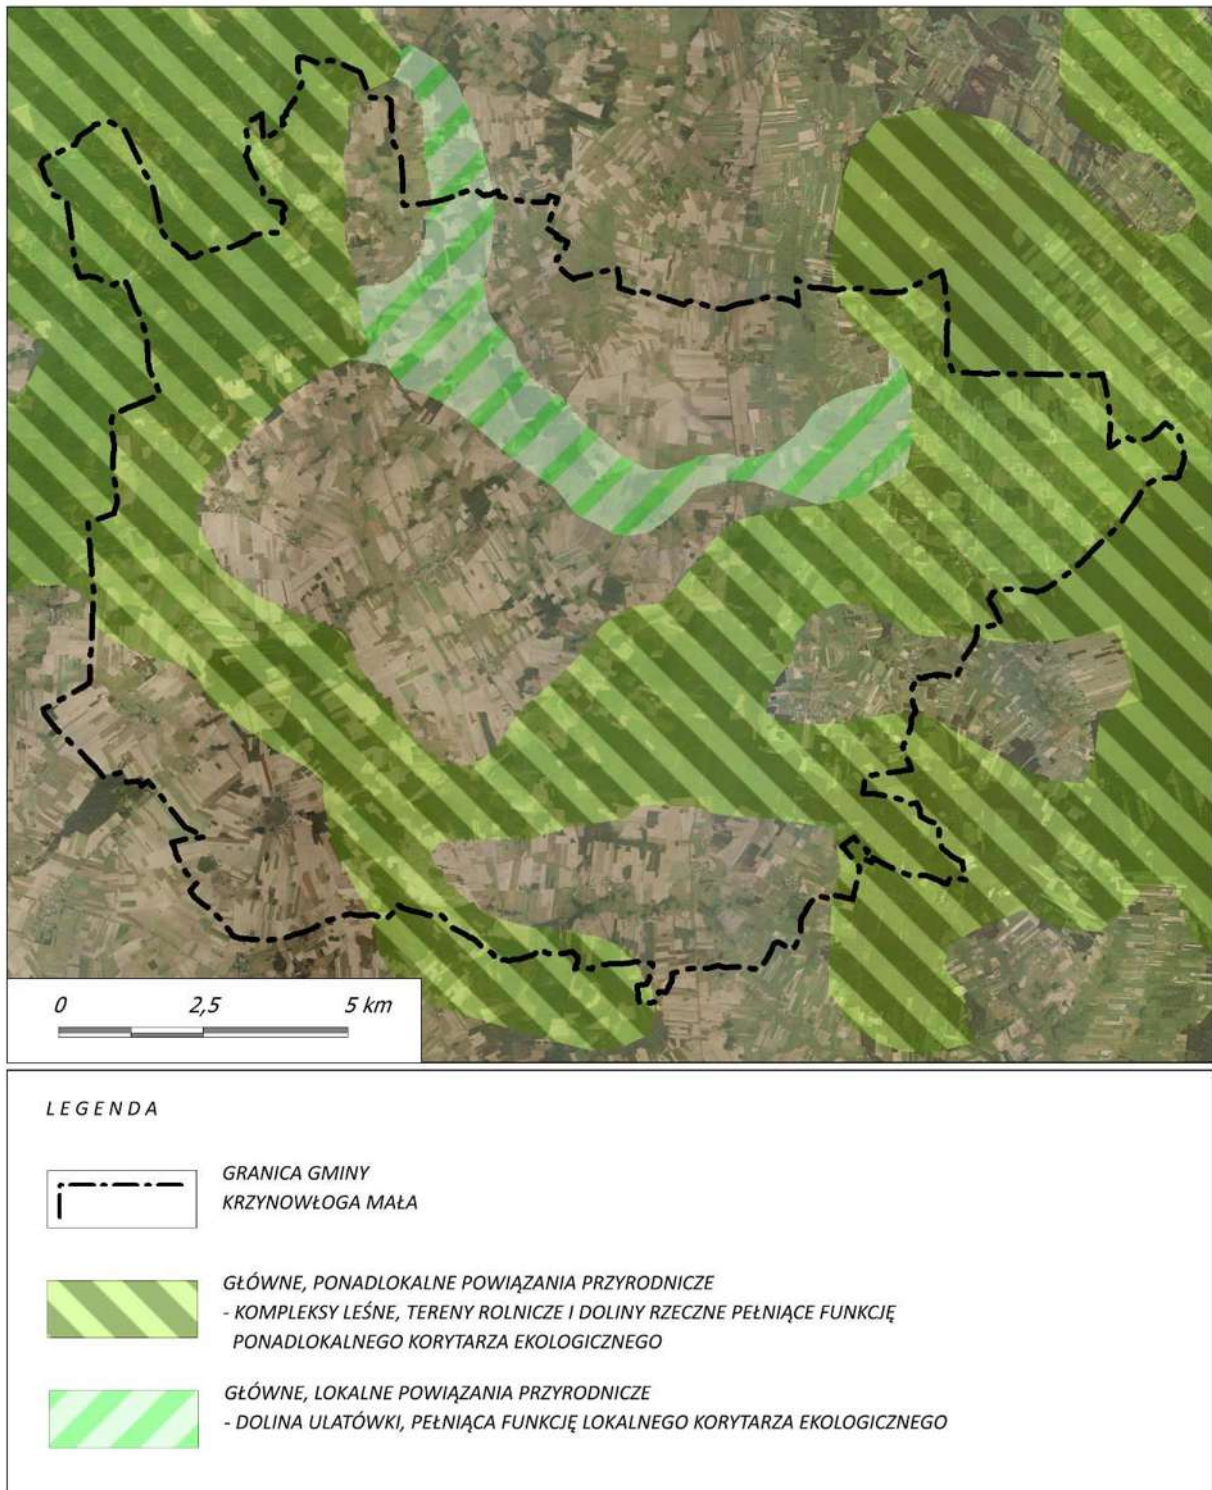 0 2,5 5 km
LEGENDA
GRANICA GMINY
KRZYNOWŁOGA MAŁA
GŁÓWNE, PONADLOKALNE POWIĄZANIA PRZYRODNICZE
- KOMPLEKSY LEŚNE, TERENY ROLNICZE I DOLINY RZECZNE PEŁNIĄCE FUNKCJĘ
PONADLOKALNEGO KORYTARZA EKOLOGICZNEGO
GŁÓWNE, LOKALNE POWIĄZANIA PRZYRODNICZE
- DOLINA ULATÓWKI, PEŁNIĄCA FUNKCJĘ LOKALNEGO KORYTARZA EKOLOGICZNEGO